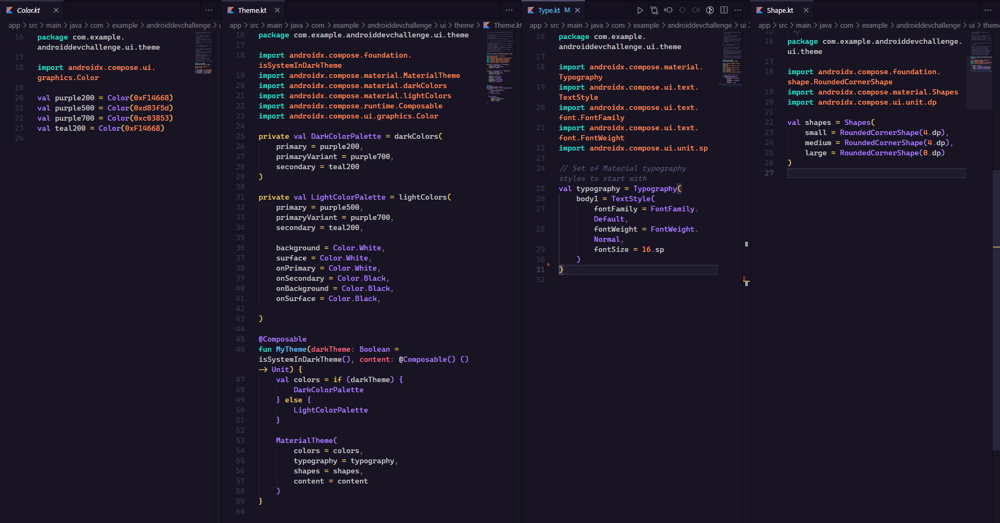 Color.kt
app > src > main > java > com > example > androiddevchallenge > u
16 package com.example.
androiddevchallenge.ui.theme
17
18 import androidx.compose.ui.
graphics.Color
19
20 val purple200 = Color(0xF14668)
21 val purple500 = Color(0xd83f5d)
22 val purple700 = Color(0xc03853)
23 val teal200 = Color(0xF14668)
24
Theme.kt
app > src > main > java > com > example > androiddevchallenge > ui > theme > Theme.kt
16 package com.example.androiddevchallenge.ui.theme
17
18 import androidx.compose.foundation.
isSystemInDarkTheme
19 import androidx.compose.material.MaterialTheme
20 import androidx.compose.material.darkColors
21 import androidx.compose.material.lightColors
22 import androidx.compose.runtime.Composable
23 import androidx.compose.ui.graphics.Color
24
25 private val DarkColorPalette = darkColors(
26 primary = purple200,
27 primaryVariant = purple700,
28 secondary = teal200
29 )
30
31 private val LightColorPalette = lightColors(
32 primary = purple500,
33 primaryVariant = purple700,
34 secondary = teal200,
35
36 background = Color.White,
37 surface = Color.White,
38 onPrimary = Color.White,
39 onSecondary = Color.Black,
40 onBackground = Color.Black,
41 onSurface = Color.Black,
42
43 )
44
45 @Composable
46 fun MyTheme(darkTheme: Boolean =
isSystemInDarkTheme(), content: @Composable() ()
-> Unit) {
47 val colors = if (darkTheme) {
48 DarkColorPalette
49 } else {
50 LightColorPalette
51 }
52
53 MaterialTheme(
54 colors = colors,
55 typography = typography,
56 shapes = shapes,
57 content = content
58 )
59 }
60
Type.kt M
app > src > main > java > com > example > androiddevchallenge > ui >
16 package com.example.
androiddevchallenge.ui.theme
17
18 import androidx.compose.material.
Typography
19 import androidx.compose.ui.text.
TextStyle
20 import androidx.compose.ui.text.
font.FontFamily
21 import androidx.compose.ui.text.
font.FontWeight
22 import androidx.compose.ui.unit.sp
23
24 // Set of Material typography
styles to start with
25 val typography = Typography(
26 body1 = TextStyle(
27 fontFamily = FontFamily.
Default,
28 fontWeight = FontWeight.
Normal,
29 fontSize = 16.sp
30 )
31 )
32
Shape.kt
app > src > main > java > com > example > androiddevchallenge > ui > them
15 */
16 package com.example.androiddevchallenge.
ui.theme
17
18 import androidx.compose.foundation.
shape.RoundedCornerShape
19 import androidx.compose.material.Shapes
20 import androidx.compose.ui.unit.dp
21
22 val shapes = Shapes(
23 small = RoundedCornerShape(4.dp),
24 medium = RoundedCornerShape(4.dp),
25 large = RoundedCornerShape(0.dp)
26 )
27